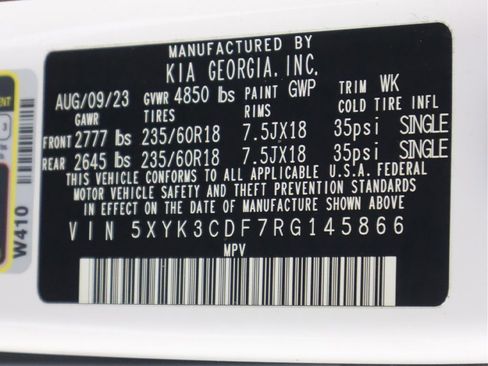 MANUFACTURED BY
KIA GEORGIA, INC.
AUG/09/23 GVWR 4850 lbs PAINT GWP TRIM WK
GAWR TIRES RIMS COLD TIRE INFL
FRONT 2777 lbs 235/60R18 7.5JX18 35psi SINGLE
REAR 2645 lbs 235/60R18 7.5JX18 35psi SINGLE
THIS VEHICLE CONFORMS TO ALL APPLICABLE U.S.A. FEDERAL
MOTOR VEHICLE SAFETY AND THEFT PREVENTION STANDARDS
IN EFFECT ON THE DATE OF MANUFACTURE SHOWN ABOVE
VIN 5XYK3CDF7RG145866
MPV
W410